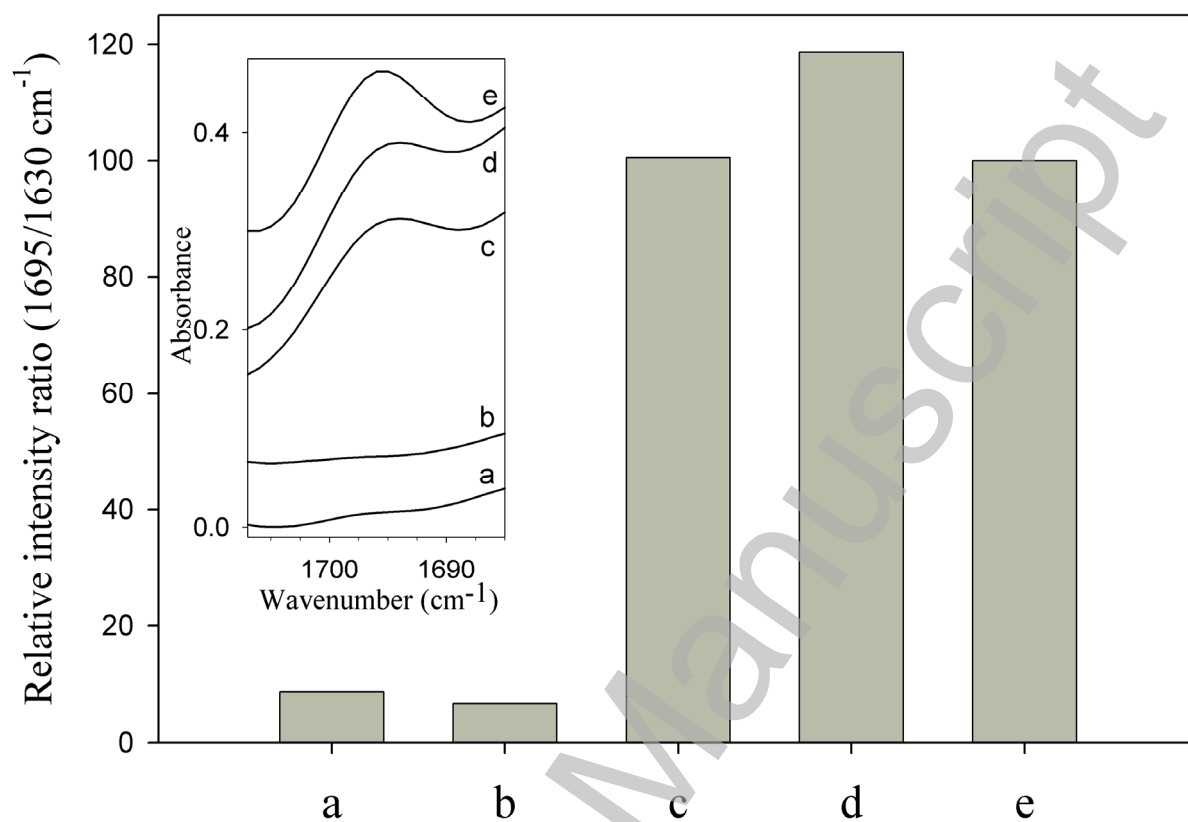 Relative intensity ratio (1695/1630 cm-1)
120
100
80
60
40
20
0
Absorbance
0.4
0.2
0.0
e
d
c
b
a
1700 1690
Wavenumber (cm-1)
a b c d e
Manuscript